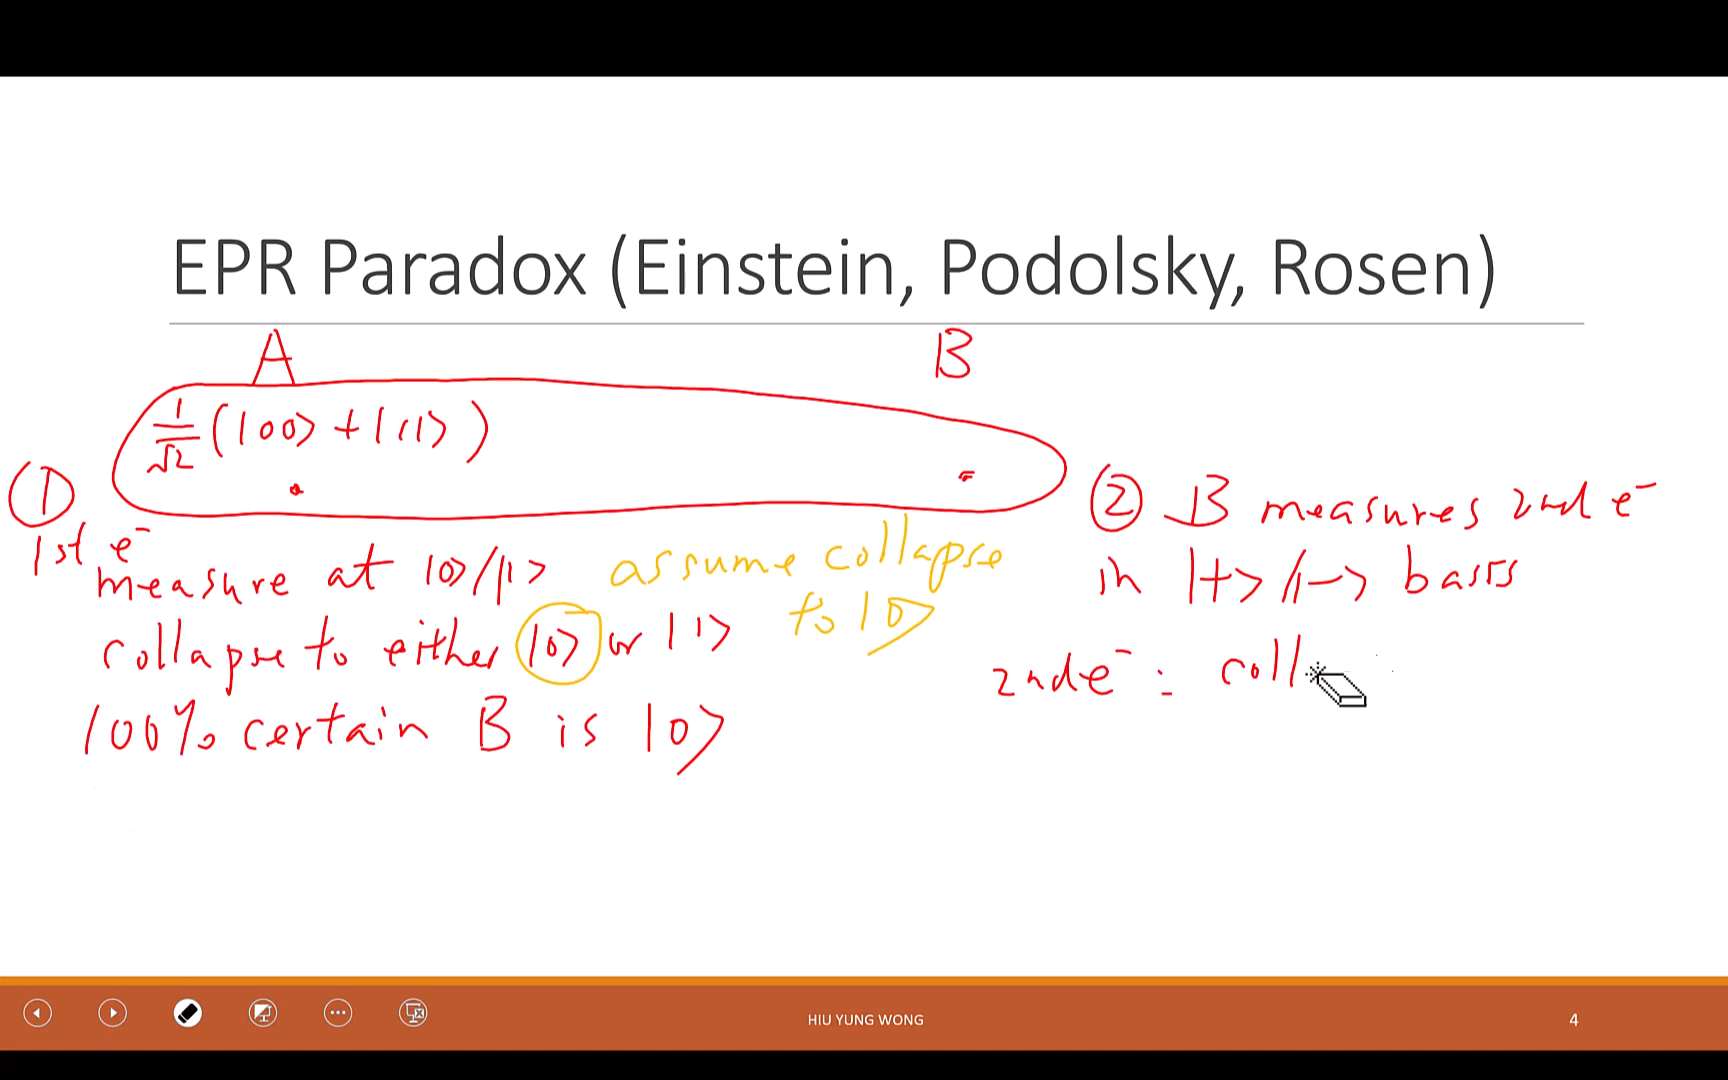 EPR Paradox (Einstein, Podolsky, Rosen)
A
B
1/√2 (|00> + |11>)
①
1st e⁻
measure at |0>/|1>
assume collapse
to |0>
collapse to either |0> or |1>
100% certain B is |0>
② B measures 2nd e⁻
in |+>/|-> basis
2nd e⁻: coll
HIU YUNG WONG
4